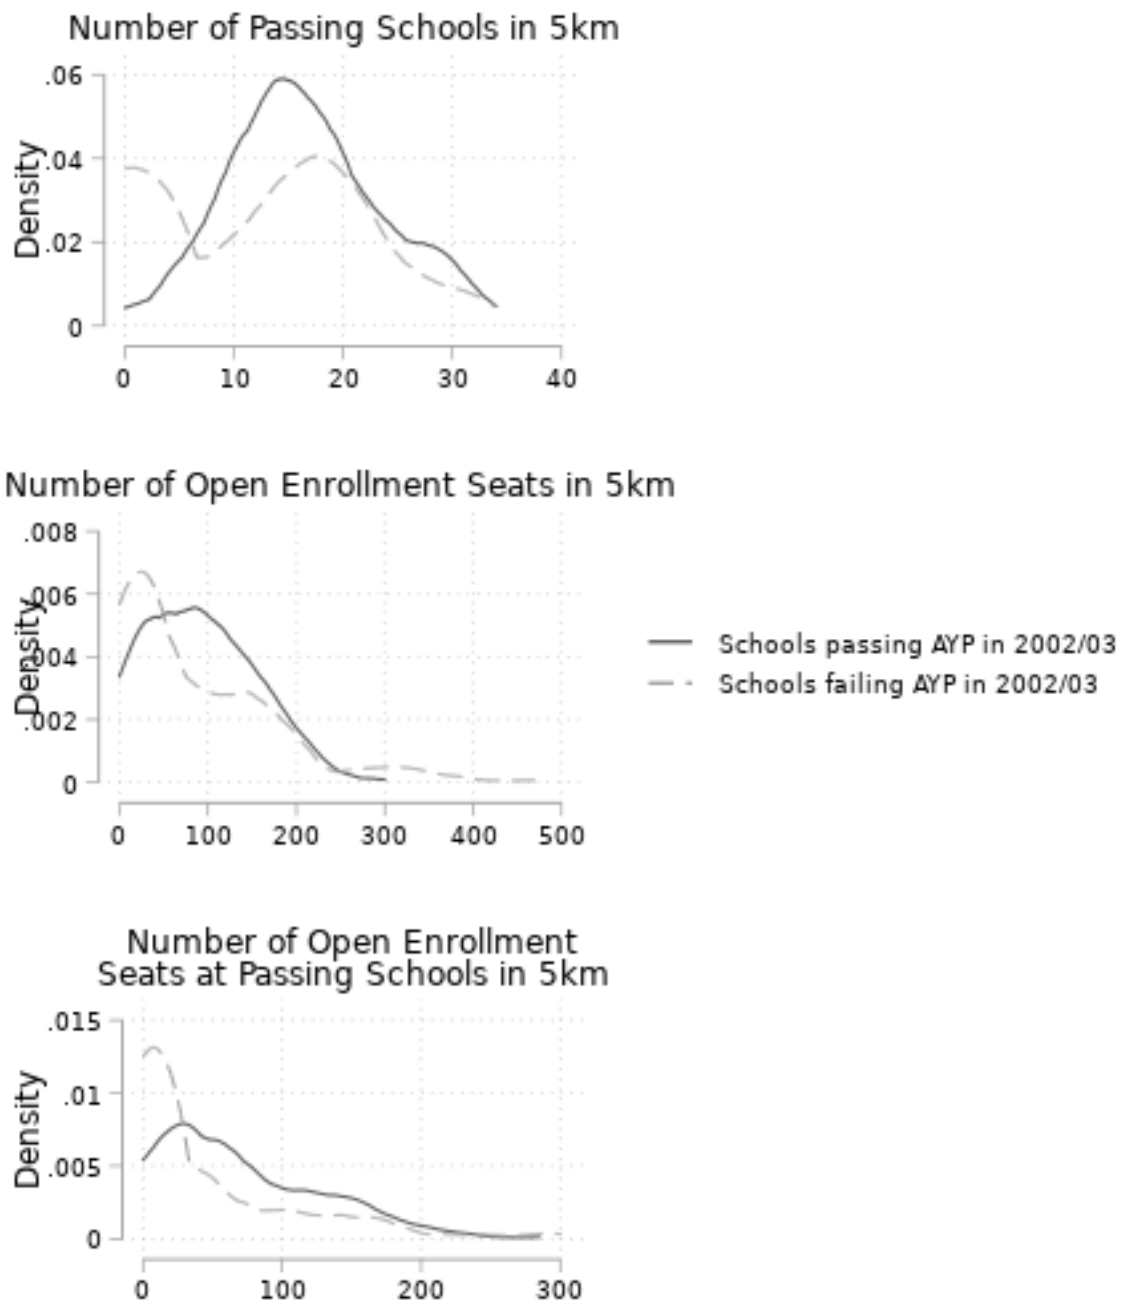 Number of Passing Schools in 5km
Density
.06
.04
.02
0
0 10 20 30 40
Number of Open Enrollment Seats in 5km
Density
.008
.006
.004
.002
0
0 100 200 300 400 500
Schools passing AYP in 2002/03
Schools failing AYP in 2002/03
Number of Open Enrollment
Seats at Passing Schools in 5km
Density
.015
.01
.005
0
0 100 200 300